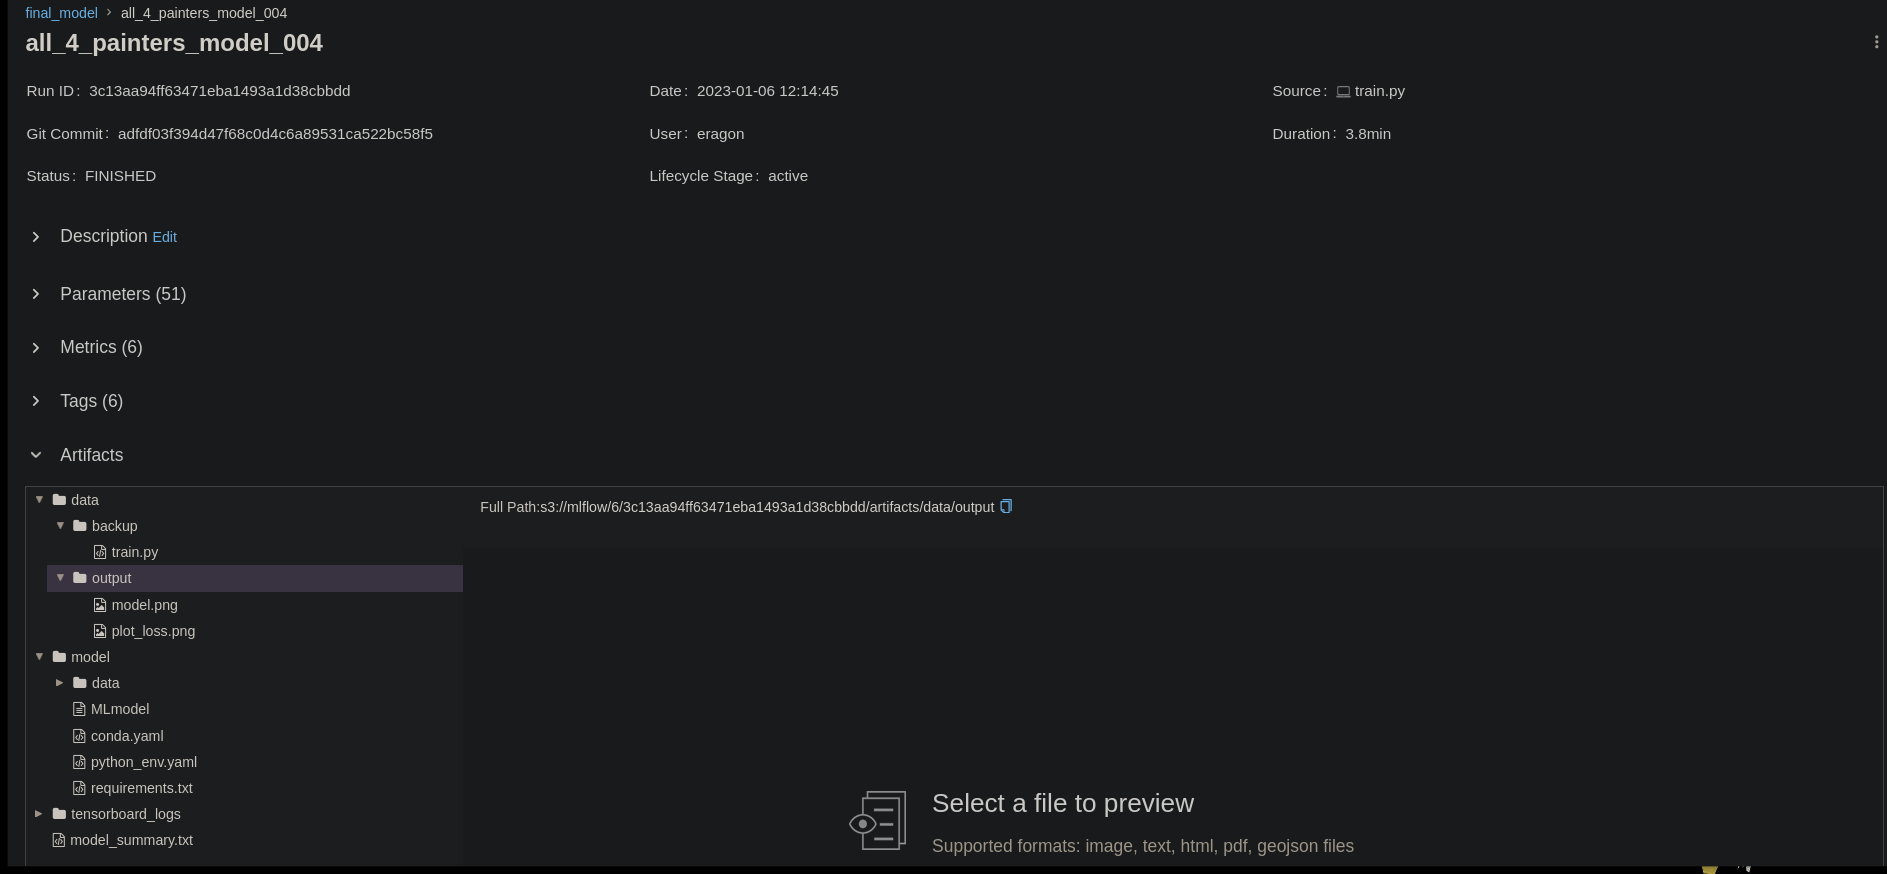 final_model > all_4_painters_model_004
all_4_painters_model_004
Run ID: 3c13aa94ff63471eba1493a1d38cbbdd
Date: 2023-01-06 12:14:45
Source: train.py
Git Commit: adfdf03f394d47f68c0d4c6a89531ca522bc58f5
User: eragon
Duration: 3.8min
Status: FINISHED
Lifecycle Stage: active
Description Edit
Parameters (51)
Metrics (6)
Tags (6)
Artifacts
data
backup
train.py
output
model.png
plot_loss.png
model
data
MLmodel
conda.yaml
python_env.yaml
requirements.txt
tensorboard_logs
model_summary.txt
Full Path:s3://mlflow/6/3c13aa94ff63471eba1493a1d38cbbdd/artifacts/data/output
Select a file to preview
Supported formats: image, text, html, pdf, geojson files